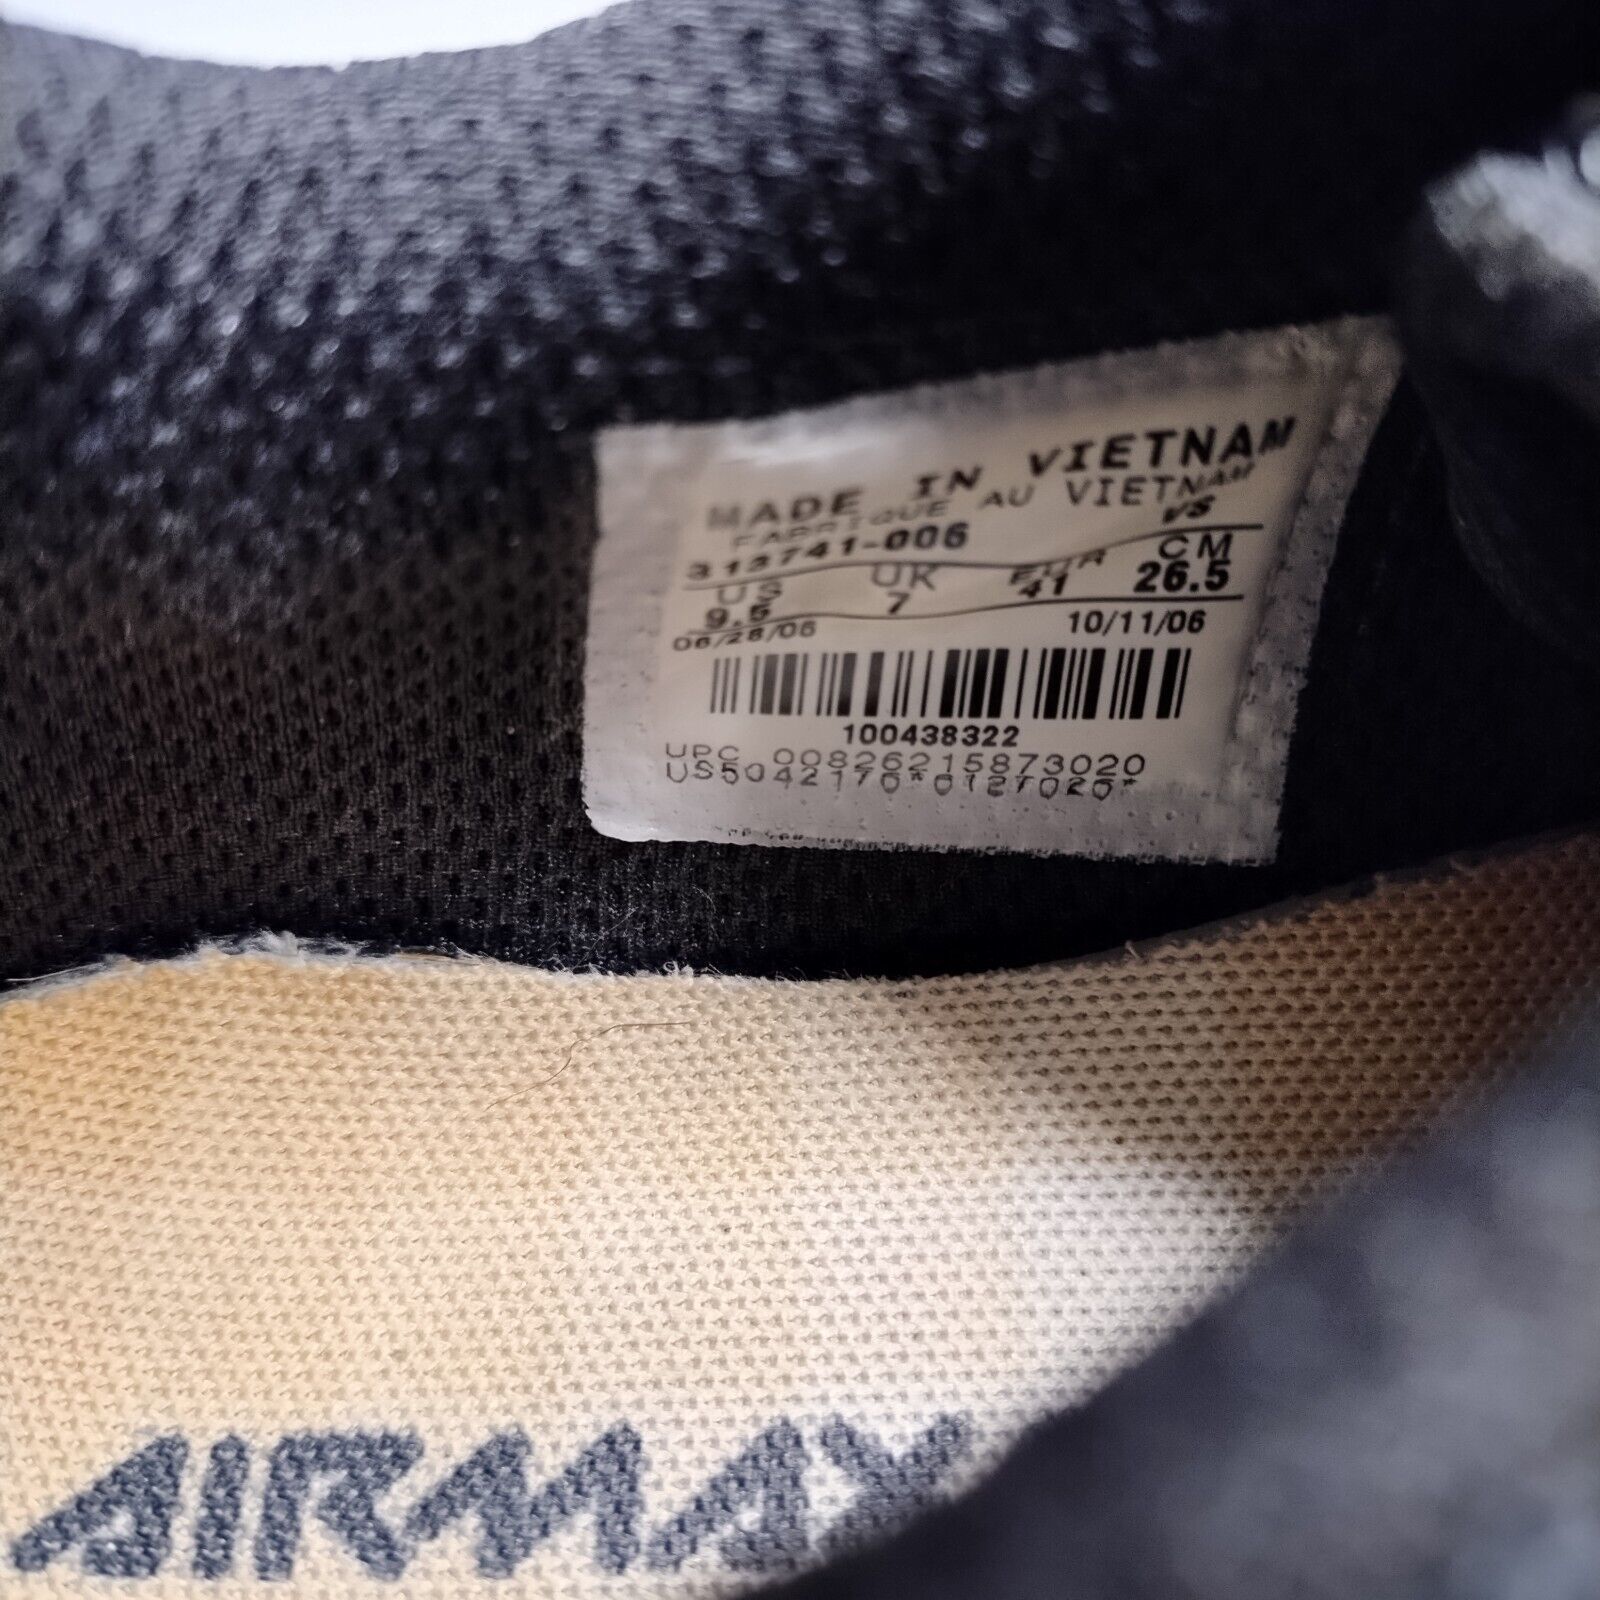 MADE IN VIETNAM
FABRIQUE AU VIETNAM
313741-006 VS
US UK EUR CM
9.5 7 41 26.5
06/28/06 10/11/06
100438322
UPC 00826215873020
US5042176*0127020*
AIRMAX